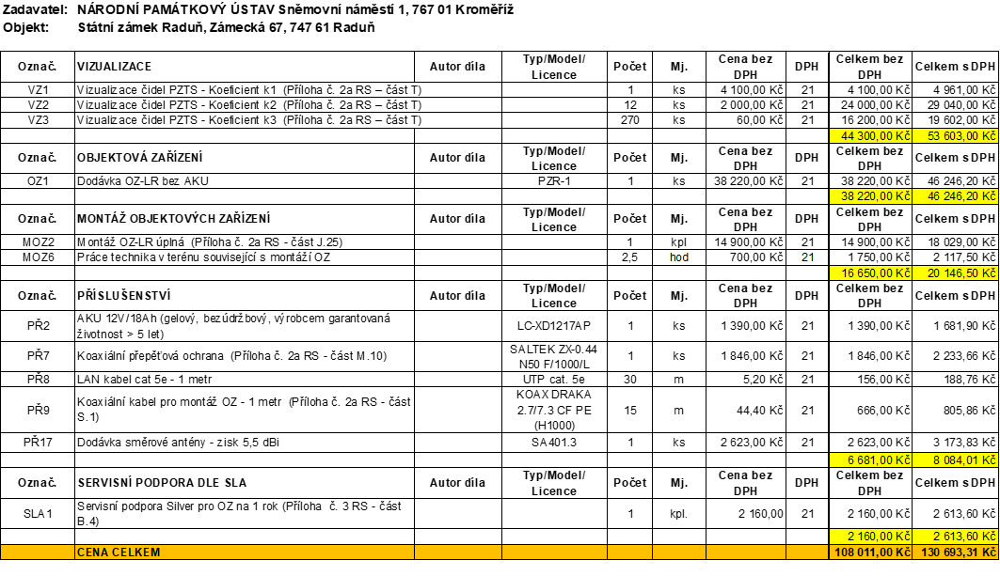 Zadavatel: NÁRODNÍ PAMÁTKOVÝ ÚSTAV Sněmovní náměstí 1, 767 01 Kroměříž
Objekt: Státní zámek Raduň, Zámecká 67, 747 61 Raduň
Označ. VIZUALIZACE Autor díla Typ/Model/ Licence Počet Mj. Cena bez DPH DPH Celkem bez DPH Celkem s DPH
VZ1 Vizualizace čidel PZTS - Koeficient k1 (Příloha č. 2a RS – část T) 1 ks 4 100,00 Kč 21 4 100,00 Kč 4 961,00 Kč
VZ2 Vizualizace čidel PZTS - Koeficient k2 (Příloha č. 2a RS – část T) 12 ks 2 000,00 Kč 21 24 000,00 Kč 29 040,00 Kč
VZ3 Vizualizace čidel PZTS - Koeficient k3 (Příloha č. 2a RS – část T) 270 ks 60,00 Kč 21 16 200,00 Kč 19 602,00 Kč
44 300,00 Kč 53 603,00 Kč
Označ. OBJEKTOVÁ ZAŘÍZENÍ Autor díla Typ/Model/ Licence Počet Mj. Cena bez DPH DPH Celkem bez DPH Celkem s DPH
OZ1 Dodávka OZ-LR bez AKU PZR-1 1 ks 38 220,00 Kč 21 38 220,00 Kč 46 246,20 Kč
38 220,00 Kč 46 246,20 Kč
Označ. MONTÁŽ OBJEKTOVÝCH ZAŘÍZENÍ Autor díla Typ/Model/ Licence Počet Mj. Cena bez DPH DPH Celkem bez DPH Celkem s DPH
MOZ2 Montáž OZ-LR úplná (Příloha č. 2a RS - část J.25) 1 kpl 14 900,00 Kč 21 14 900,00 Kč 18 029,00 Kč
MOZ6 Práce technika v terénu související s montáží OZ 2,5 hod 700,00 Kč 21 1 750,00 Kč 2 117,50 Kč
16 650,00 Kč 20 146,50 Kč
Označ. PŘÍSLUŠENSTVÍ Autor díla Typ/Model/ Licence Počet Mj. Cena bez DPH DPH Celkem bez DPH Celkem s DPH
PŘ2 AKU 12V/18Ah (gelový, bezúdržbový, výrobcem garantovaná životnost > 5 let) LC-XD1217AP 1 ks 1 390,00 Kč 21 1 390,00 Kč 1 681,90 Kč
PŘ7 Koaxiální přepěťová ochrana (Příloha č. 2a RS - část M.10) SALTEK ZX-0.44 N50 F/1000/L 1 ks 1 846,00 Kč 21 1 846,00 Kč 2 233,66 Kč
PŘ8 LAN kabel cat 5e - 1 metr UTP cat. 5e 30 m 5,20 Kč 21 156,00 Kč 188,76 Kč
PŘ9 Koaxiální kabel pro montáž OZ - 1 metr (Příloha č. 2a RS - část S.1) KOAX DRAKA 2.7/7.3 CF PE (H1000) 15 m 44,40 Kč 21 666,00 Kč 805,86 Kč
PŘ17 Dodávka směrové antény - zisk 5,5 dBi SA401.3 1 ks 2 623,00 Kč 21 2 623,00 Kč 3 173,83 Kč
6 681,00 Kč 8 084,01 Kč
Označ. SERVISNÍ PODPORA DLE SLA Autor díla Typ/Model/ Licence Počet Mj. Cena bez DPH DPH Celkem bez DPH Celkem s DPH
SLA1 Servisní podpora Silver pro OZ na 1 rok (Příloha č. 3 RS - část B.4) 1 kpl. 2 160,00 21 2 160,00 Kč 2 613,60 Kč
2 160,00 Kč 2 613,60 Kč
CENA CELKEM 108 011,00 Kč 130 693,31 Kč